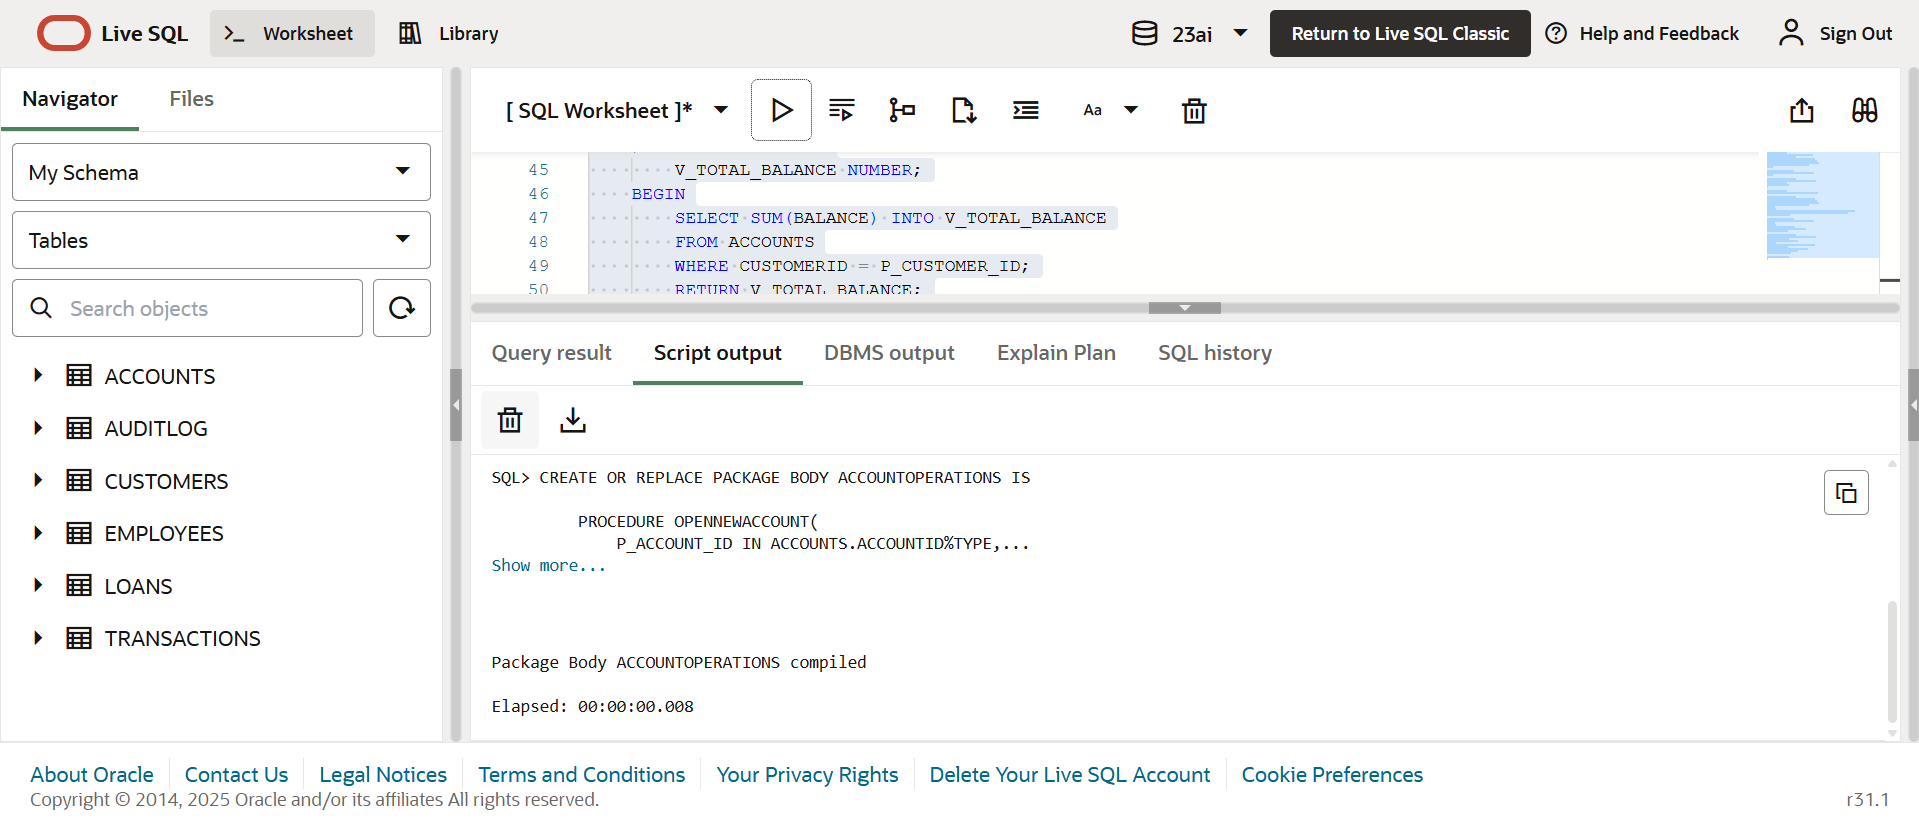 Live SQL
Worksheet
Library
23ai
Return to Live SQL Classic
Help and Feedback
Sign Out
Navigator
Files
My Schema
Tables
Search objects
ACCOUNTS
AUDITLOG
CUSTOMERS
EMPLOYEES
LOANS
TRANSACTIONS
[ SQL Worksheet ]*
Aa
45 V_TOTAL_BALANCE NUMBER;
46 BEGIN
47 SELECT SUM(BALANCE) INTO V_TOTAL_BALANCE
48 FROM ACCOUNTS
49 WHERE CUSTOMERID = P_CUSTOMER_ID;
50 RETURN V_TOTAL_BALANCE;
Query result
Script output
DBMS output
Explain Plan
SQL history
SQL> CREATE OR REPLACE PACKAGE BODY ACCOUNTOPERATIONS IS
PROCEDURE OPENNEWACCOUNT(
P_ACCOUNT_ID IN ACCOUNTS.ACCOUNTID%TYPE,...
Show more...
Package Body ACCOUNTOPERATIONS compiled
Elapsed: 00:00:00.008
About Oracle
Contact Us
Legal Notices
Terms and Conditions
Your Privacy Rights
Delete Your Live SQL Account
Cookie Preferences
Copyright © 2014, 2025 Oracle and/or its affiliates All rights reserved.
r31.1